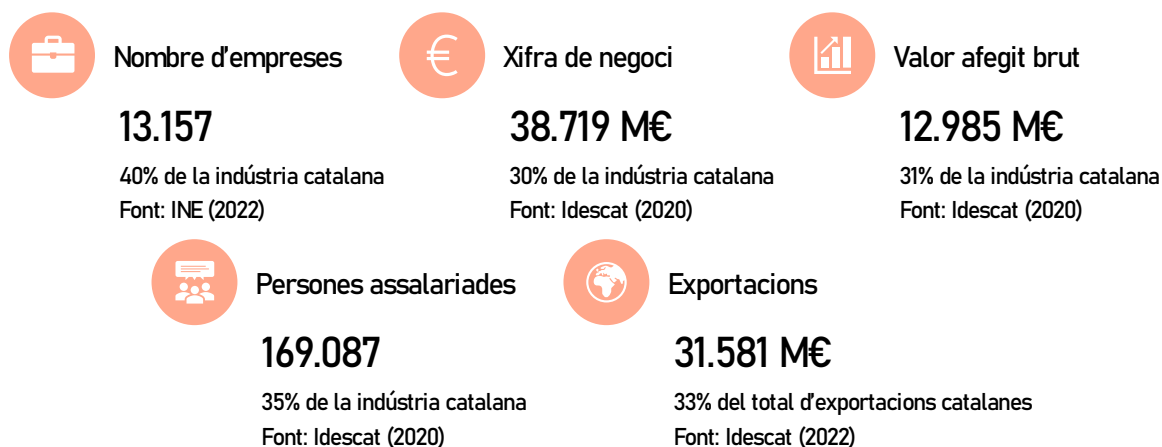 Nombre d'empreses
13.157
40% de la indústria catalana
Font: INE (2022)
Xifra de negoci
38.719 M€
30% de la indústria catalana
Font: Idescat (2020)
Valor afegit brut
12.985 M€
31% de la indústria catalana
Font: Idescat (2020)
Persones assalariades
169.087
35% de la indústria catalana
Font: Idescat (2020)
Exportacions
31.581 M€
33% del total d'exportacions catalanes
Font: Idescat (2022)